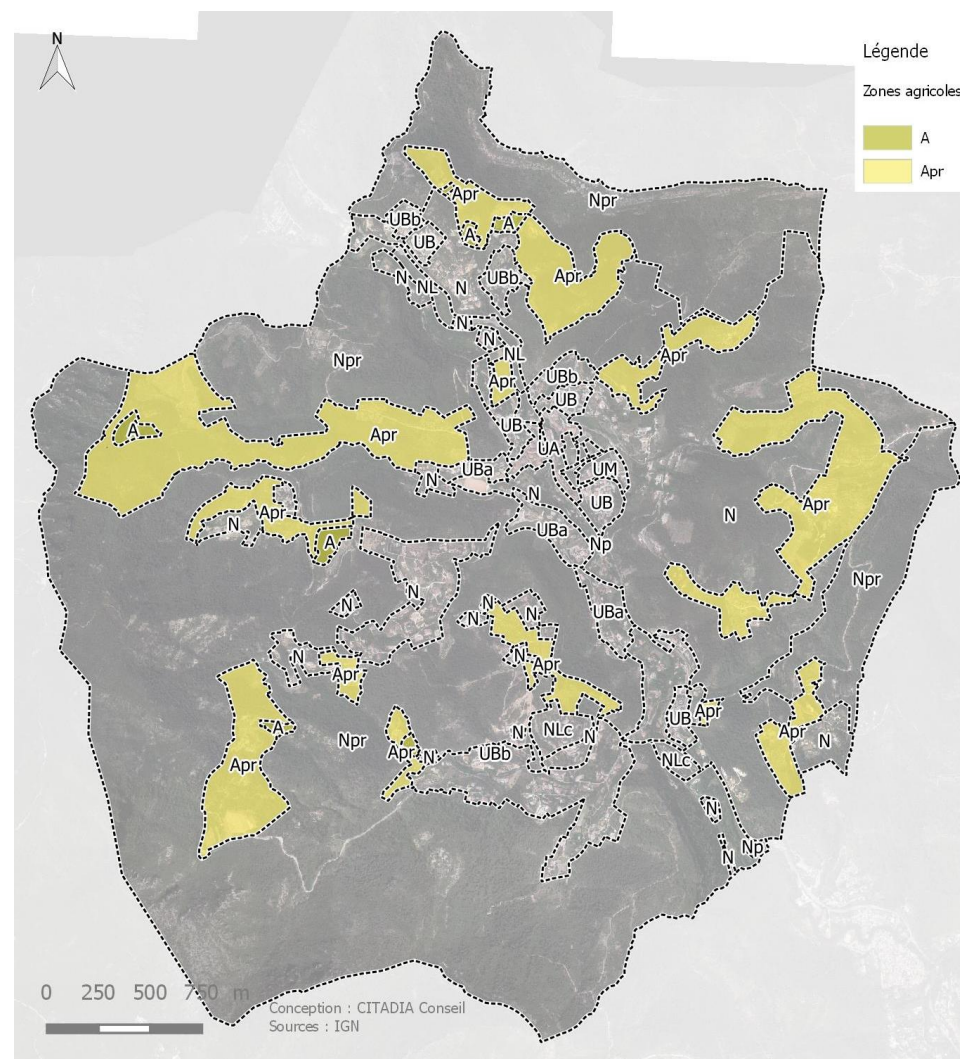 N
Légende
Zones agricoles
A
Apr
Apr
Npr
UBb
A
A
UB
Apr
N
NL
N
UBb
N
N
NL
Npr
Apr
Apr
UBb
UB
A
Apr
UB
UA
UBa
UM
N
UB
N
Apr
Apr
N
N
UBa
A
Np
Npr
N
N
UBa
N
N
N
N
N
Apr
Apr
A
Apr
UB
N
NLc
N
Apr
N
Npr
Apr
N
UBb
NLc
Apr
N
Np
N
0 250 500 750 m
Conception : CITADIA Conseil
Sources : IGN